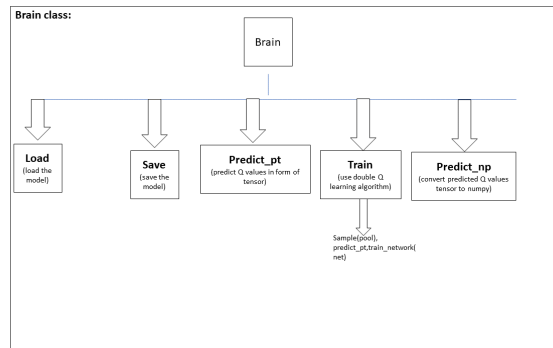 Brain class:
Brain
Load
(load the
model)
Save
(save the
model)
Predict_pt
(predict Q values in form of
tensor)
Train
(use double Q
learning algorithm)
Predict_np
(convert predicted Q values
tensor to numpy)
Sample(pool),
predict_pt,train_network(
net)